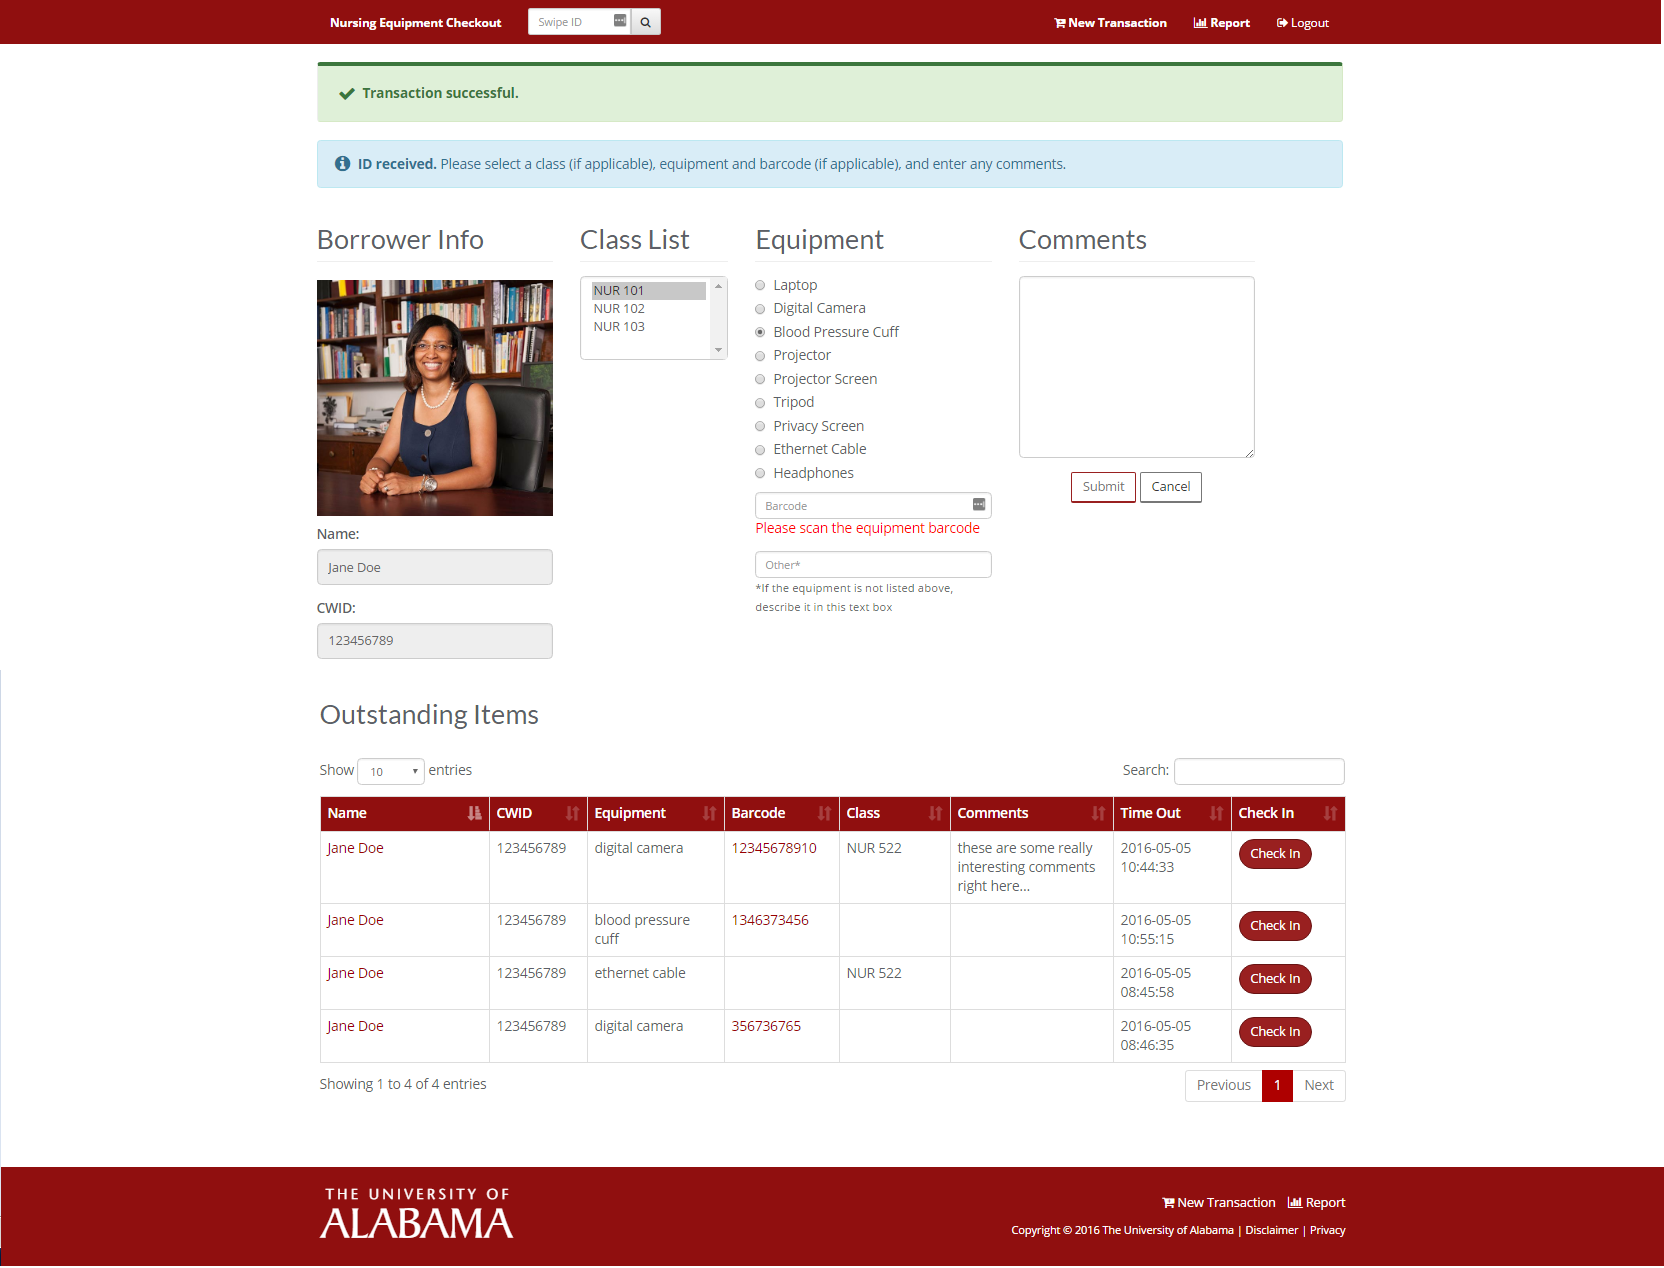 Nursing Equipment Checkout
Swipe ID
New Transaction
Report
Logout
Transaction successful.
ID received. Please select a class (if applicable), equipment and barcode (if applicable), and enter any comments.
Borrower Info
Class List
Equipment
Comments
NUR 101
NUR 102
NUR 103
Laptop
Digital Camera
Blood Pressure Cuff
Projector
Projector Screen
Tripod
Privacy Screen
Ethernet Cable
Headphones
Barcode
Please scan the equipment barcode
Other*
*If the equipment is not listed above,
describe it in this text box
Submit
Cancel
Name:
Jane Doe
CWID:
123456789
Outstanding Items
Show 10 entries
Search:
Name CWID Equipment Barcode Class Comments Time Out Check In
Jane Doe 123456789 digital camera 12345678910 NUR 522 these are some really 2016-05-05 Check In
interesting comments 10:44:33
right here...
Jane Doe 123456789 blood pressure 1346373456 2016-05-05 Check In
cuff 10:55:15
Jane Doe 123456789 ethernet cable NUR 522 2016-05-05 Check In
08:45:58
Jane Doe 123456789 digital camera 356736765 2016-05-05 Check In
08:46:35
Showing 1 to 4 of 4 entries
Previous 1 Next
THE UNIVERSITY OF
ALABAMA
New Transaction Report
Copyright © 2016 The University of Alabama | Disclaimer | Privacy